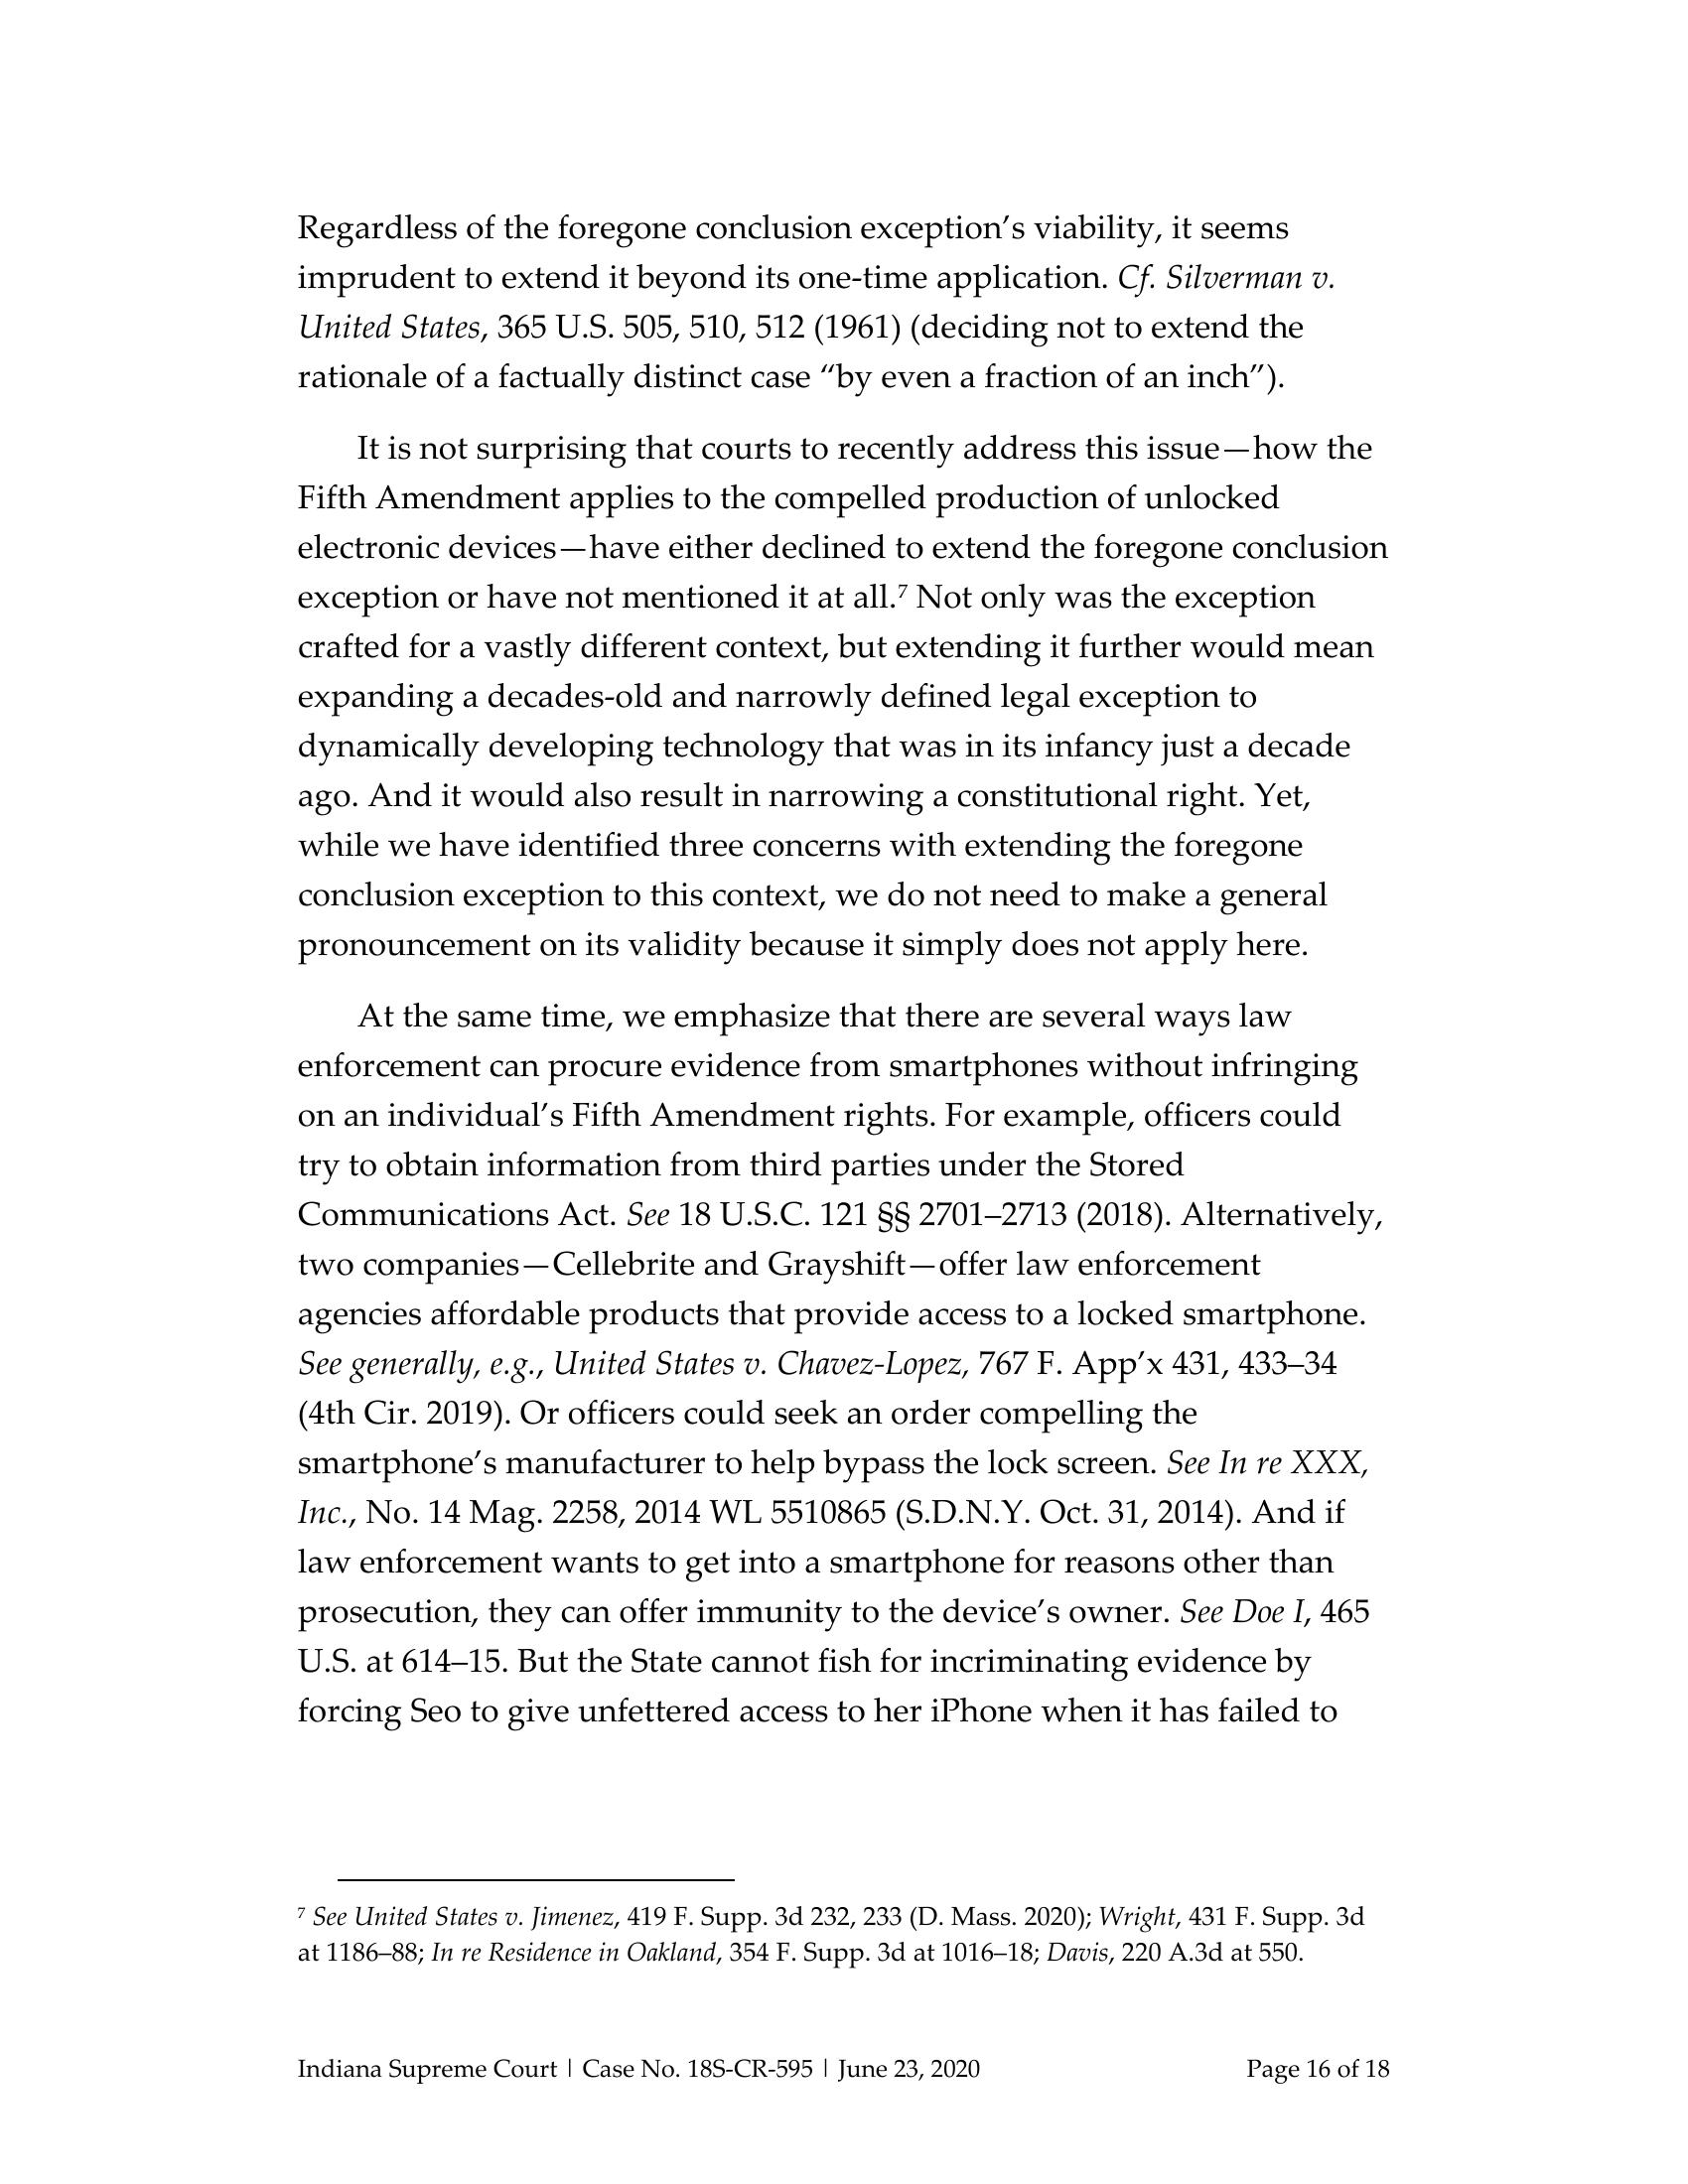 Regardless of the foregone conclusion exception’s viability, it seems
imprudent to extend it beyond its one-time application. Cf. Silverman v.
United States, 365 U.S. 505, 510, 512 (1961) (deciding not to extend the
rationale of a factually distinct case “by even a fraction of an inch”).
It is not surprising that courts to recently address this issue—how the
Fifth Amendment applies to the compelled production of unlocked
electronic devices—have either declined to extend the foregone conclusion
exception or have not mentioned it at all.⁷ Not only was the exception
crafted for a vastly different context, but extending it further would mean
expanding a decades-old and narrowly defined legal exception to
dynamically developing technology that was in its infancy just a decade
ago. And it would also result in narrowing a constitutional right. Yet,
while we have identified three concerns with extending the foregone
conclusion exception to this context, we do not need to make a general
pronouncement on its validity because it simply does not apply here.
At the same time, we emphasize that there are several ways law
enforcement can procure evidence from smartphones without infringing
on an individual’s Fifth Amendment rights. For example, officers could
try to obtain information from third parties under the Stored
Communications Act. See 18 U.S.C. 121 §§ 2701–2713 (2018). Alternatively,
two companies—Cellebrite and Grayshift—offer law enforcement
agencies affordable products that provide access to a locked smartphone.
See generally, e.g., United States v. Chavez-Lopez, 767 F. App’x 431, 433–34
(4th Cir. 2019). Or officers could seek an order compelling the
smartphone’s manufacturer to help bypass the lock screen. See In re XXX,
Inc., No. 14 Mag. 2258, 2014 WL 5510865 (S.D.N.Y. Oct. 31, 2014). And if
law enforcement wants to get into a smartphone for reasons other than
prosecution, they can offer immunity to the device’s owner. See Doe I, 465
U.S. at 614–15. But the State cannot fish for incriminating evidence by
forcing Seo to give unfettered access to her iPhone when it has failed to
⁷ See United States v. Jimenez, 419 F. Supp. 3d 232, 233 (D. Mass. 2020); Wright, 431 F. Supp. 3d
at 1186–88; In re Residence in Oakland, 354 F. Supp. 3d at 1016–18; Davis, 220 A.3d at 550.
Indiana Supreme Court | Case No. 18S-CR-595 | June 23, 2020 Page 16 of 18